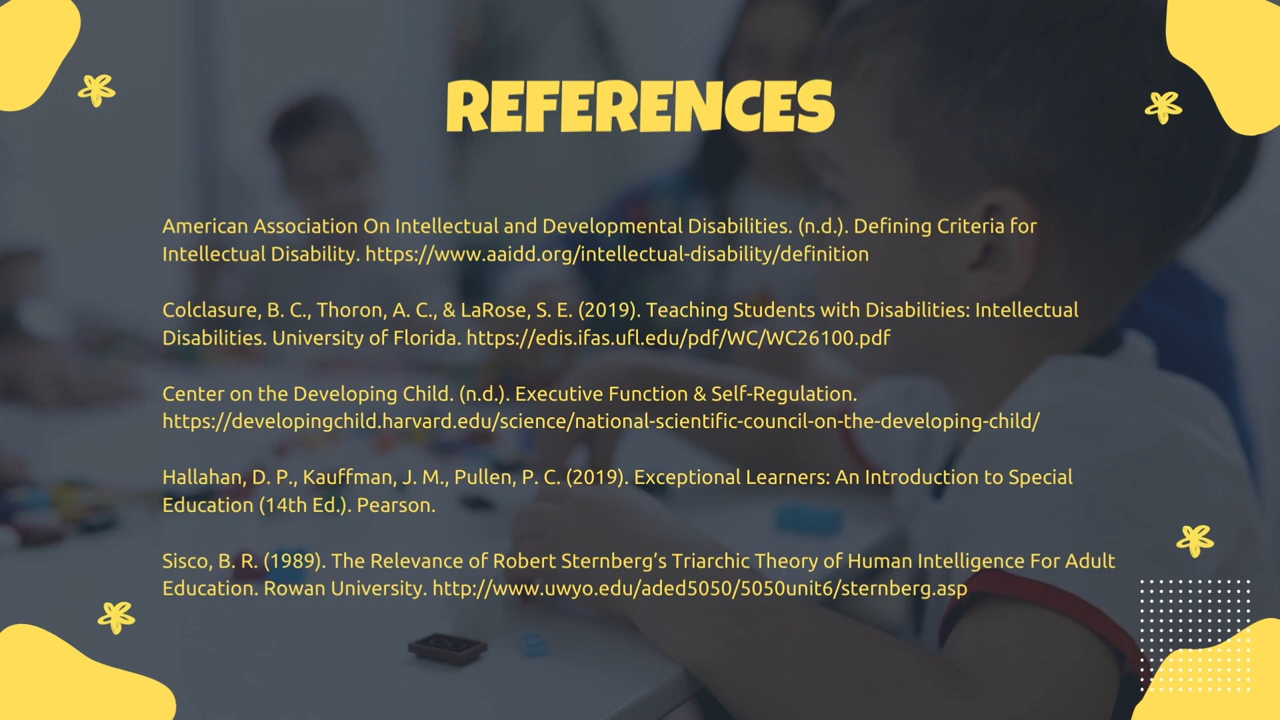 REFERENCES
American Association On Intellectual and Developmental Disabilities. (n.d.). Defining Criteria for
Intellectual Disability. https://www.aaidd.org/intellectual-disability/definition
Colclasure, B. C., Thoron, A. C., & LaRose, S. E. (2019). Teaching Students with Disabilities: Intellectual
Disabilities. University of Florida. https://edis.ifas.ufl.edu/pdf/WC/WC26100.pdf
Center on the Developing Child. (n.d.). Executive Function & Self-Regulation.
https://developingchild.harvard.edu/science/national-scientific-council-on-the-developing-child/
Hallahan, D. P., Kauffman, J. M., Pullen, P. C. (2019). Exceptional Learners: An Introduction to Special
Education (14th Ed.). Pearson.
Sisco, B. R. (1989). The Relevance of Robert Sternberg’s Triarchic Theory of Human Intelligence For Adult
Education. Rowan University. http://www.uwyo.edu/aded5050/5050unit6/sternberg.asp